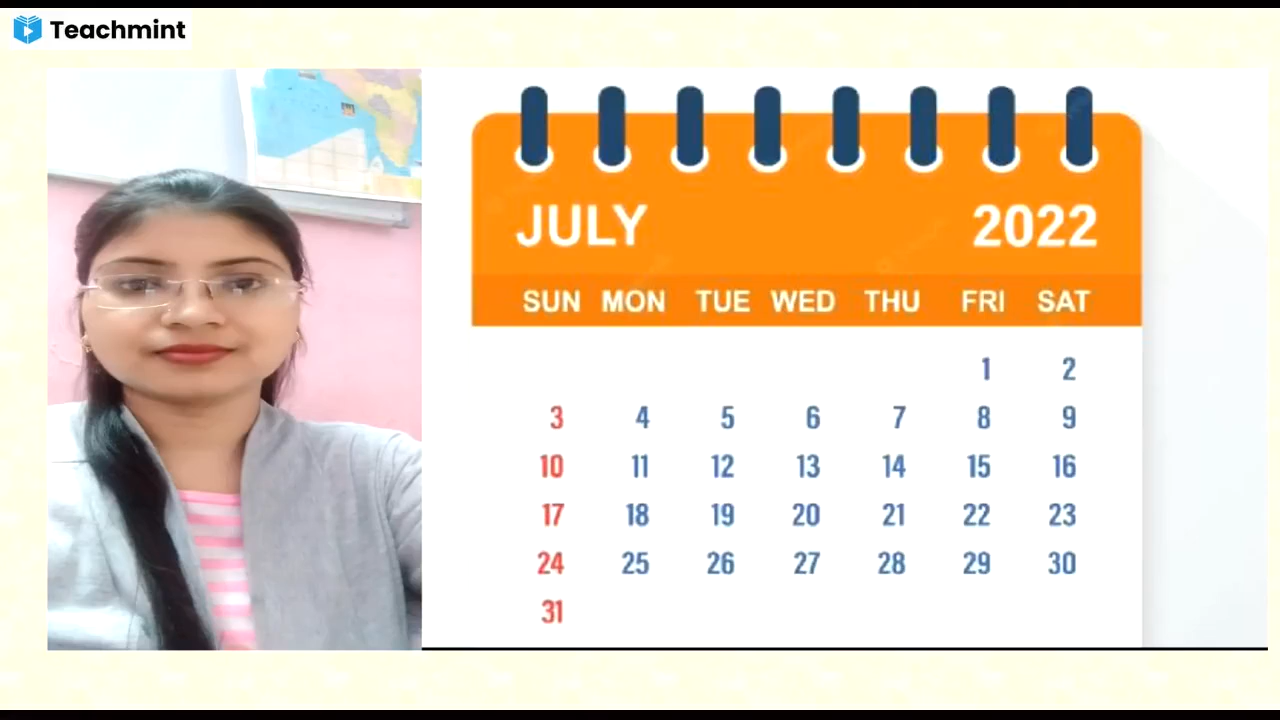 Teachmint
JULY 2022
SUN MON TUE WED THU FRI SAT
1 2
3 4 5 6 7 8 9
10 11 12 13 14 15 16
17 18 19 20 21 22 23
24 25 26 27 28 29 30
31